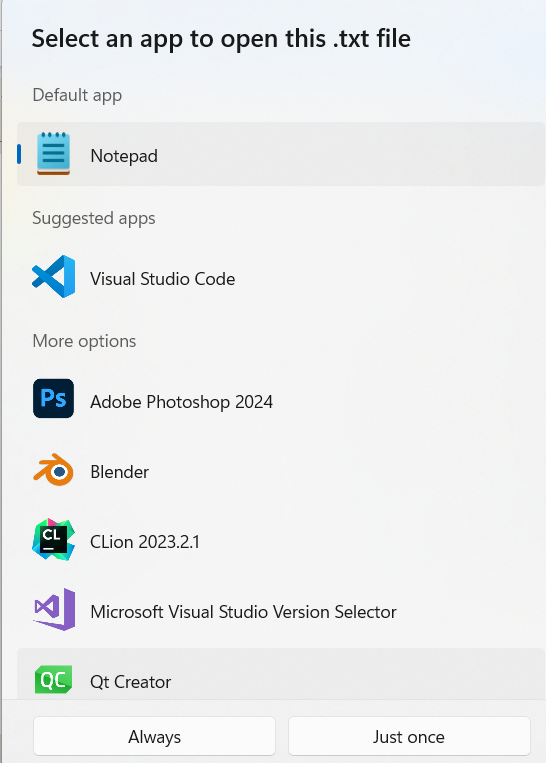 Select an app to open this .txt file
Default app
Notepad
Suggested apps
Visual Studio Code
More options
Ps
Adobe Photoshop 2024
Blender
CL
CLion 2023.2.1
Microsoft Visual Studio Version Selector
QC
Qt Creator
Always
Just once